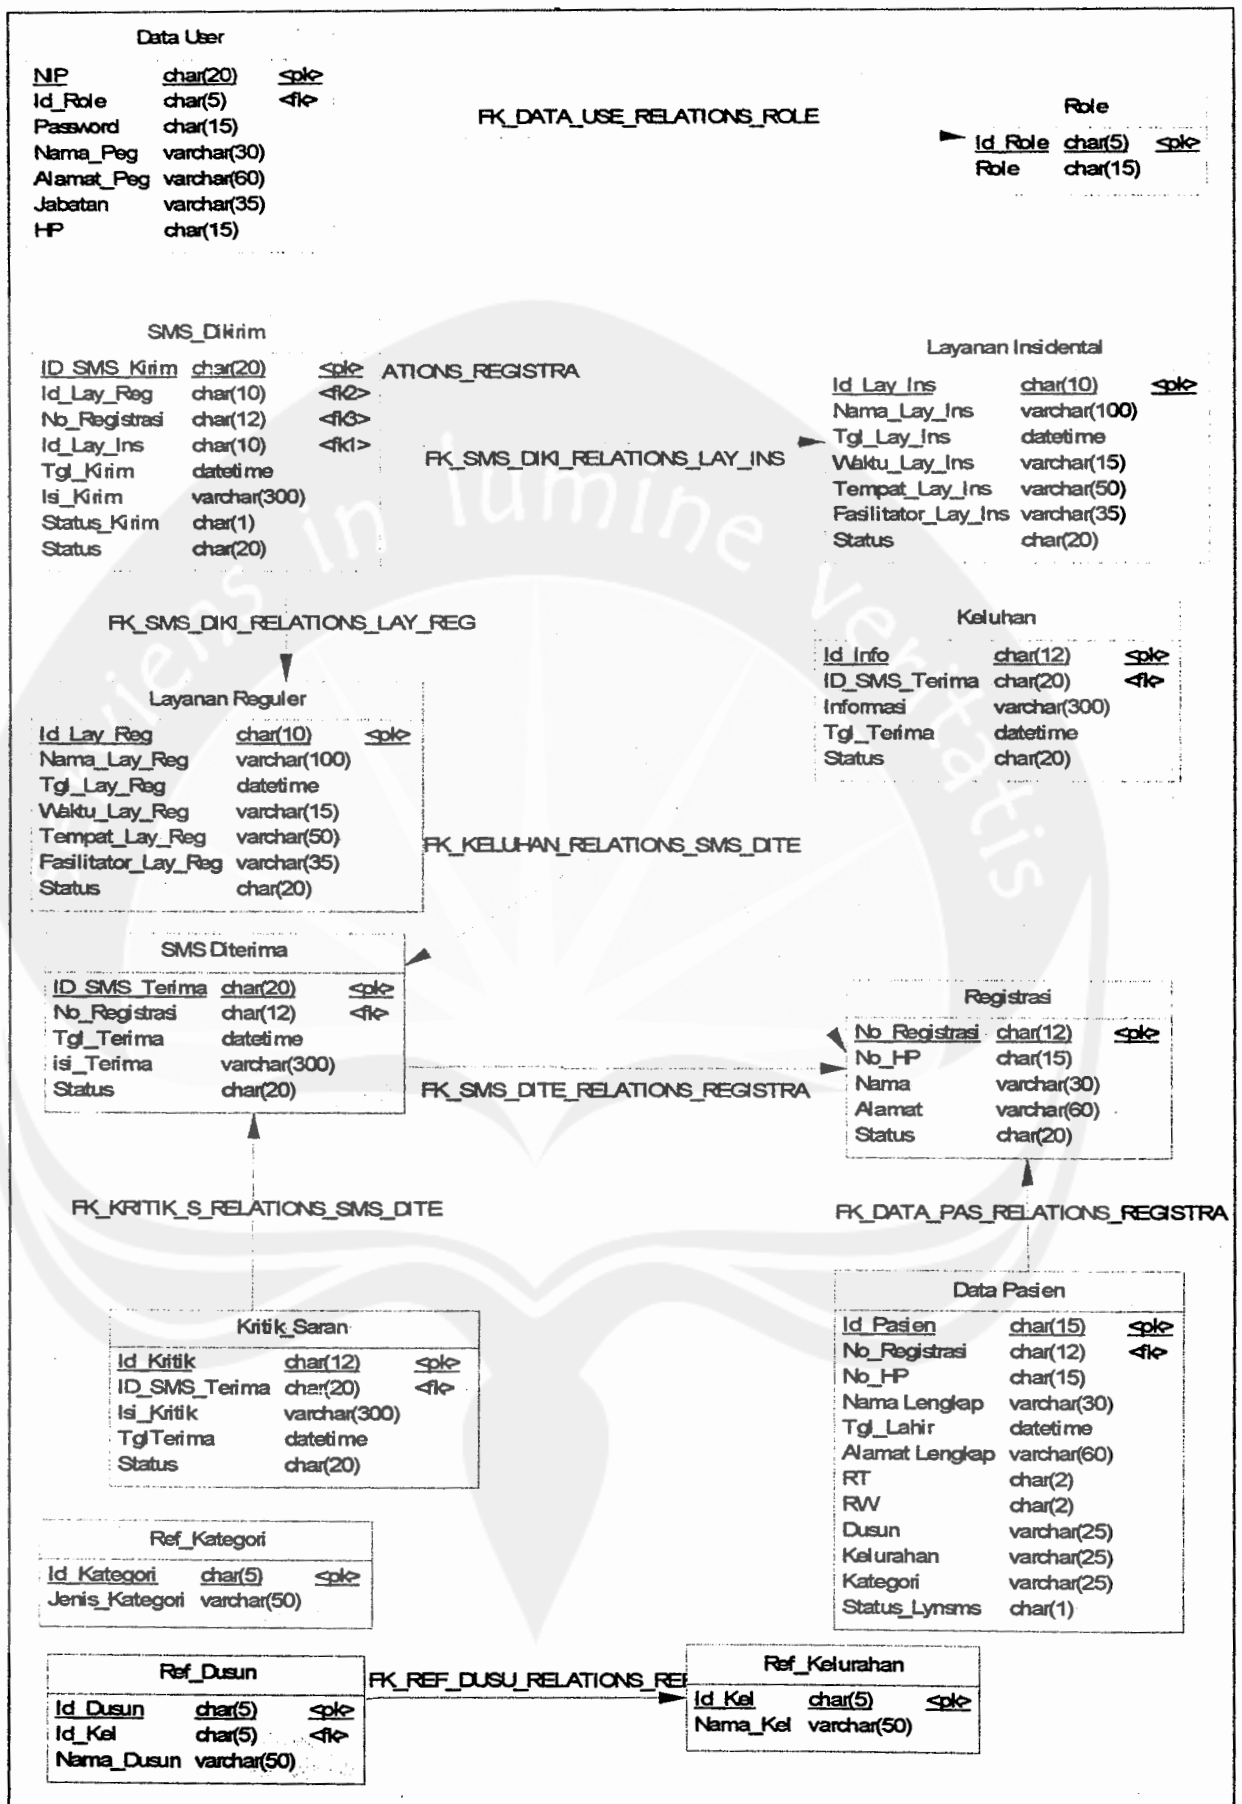 Data User
NIP char(20) <pk>
Id_Role char(5) <fk>
Password char(15)
Nama_Peg varchar(30)
Alamat_Peg varchar(60)
Jabatan varchar(35)
HP char(15)
FK_DATA_USE_RELATIONS_ROLE
Role
Id_Role char(5) <pk>
Role char(15)
SMS_Dikirim
ID_SMS_Kirim char(20) <pk>
Id_Lay_Reg char(10) <fk2>
No_Registrasi char(12) <fk3>
Id_Lay_Ins char(10) <fk1>
Tgl_Kirim datetime
Isi_Kirim varchar(300)
Status_Kirim char(1)
Status char(20)
ATIONS_REGISTRA
FK_SMS_DIKI_RELATIONS_LAY_INS
Layanan Insidental
Id_Lay_Ins char(10) <pk>
Nama_Lay_Ins varchar(100)
Tgl_Lay_Ins datetime
Waktu_Lay_Ins varchar(15)
Tempat_Lay_Ins varchar(50)
Fasilitator_Lay_Ins varchar(35)
Status char(20)
FK_SMS_DIKI_RELATIONS_LAY_REG
Keluhan
Id_Info char(12) <pk>
ID_SMS_Terima char(20) <fk>
Informasi varchar(300)
Tgl_Terima datetime
Status char(20)
Layanan Reguler
Id_Lay_Reg char(10) <pk>
Nama_Lay_Reg varchar(100)
Tgl_Lay_Reg datetime
Waktu_Lay_Reg varchar(15)
Tempat_Lay_Reg varchar(50)
Fasilitator_Lay_Reg varchar(35)
Status char(20)
FK_KELUHAN_RELATIONS_SMS_DITE
SMS Diterima
ID_SMS_Terima char(20) <pk>
No_Registrasi char(12) <fk>
Tgl_Terima datetime
isi_Terima varchar(300)
Status char(20)
FK_SMS_DITE_RELATIONS_REGISTRA
Registrasi
No_Registrasi char(12) <pk>
No_HP char(15)
Nama varchar(30)
Alamat varchar(60)
Status char(20)
FK_KRITIK_S_RELATIONS_SMS_DITE
FK_DATA_PAS_RELATIONS_REGISTRA
Kritik_Saran
Id_Kritik char(12) <pk>
ID_SMS_Terima char(20) <fk>
Isi_Kritik varchar(300)
TglTerima datetime
Status char(20)
Data Pasien
Id_Pasien char(15) <pk>
No_Registrasi char(12) <fk>
No_HP char(15)
Nama Lengkap varchar(30)
Tgl_Lahir datetime
Alamat Lengkap varchar(60)
RT char(2)
RW char(2)
Dusun varchar(25)
Kelurahan varchar(25)
Kategori varchar(25)
Status_Lynsms char(1)
Ref_Kategori
Id_Kategori char(5) <pk>
Jenis_Kategori varchar(50)
Ref_Dusun
Id_Dusun char(5) <pk>
Id_Kel char(5) <fk>
Nama_Dusun varchar(50)
FK_REF_DUSU_RELATIONS_REF
Ref_Kelurahan
Id_Kel char(5) <pk>
Nama_Kel varchar(50)
serviens in lumine veritatis